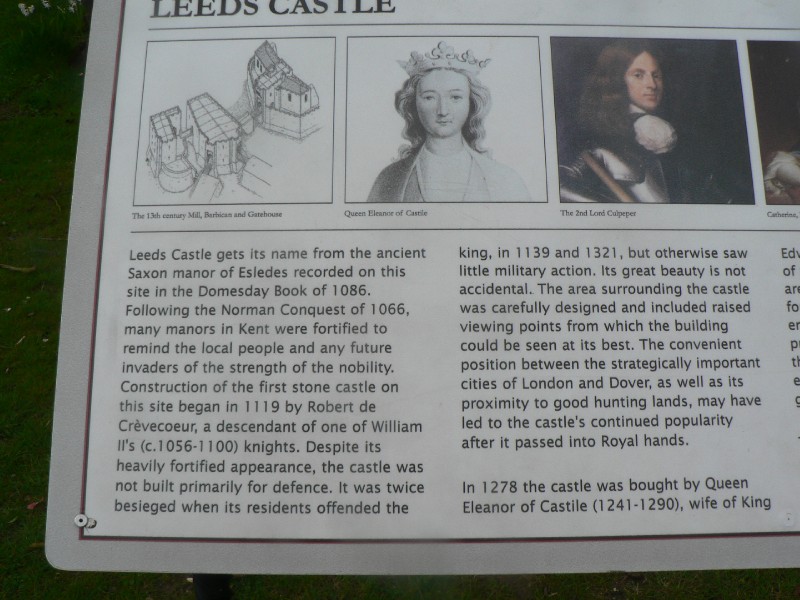 LEEDS CASTLE
The 13th century Mill, Barbican and Gatehouse
Queen Eleanor of Castile
The 2nd Lord Culpeper
Catherine,
Leeds Castle gets its name from the ancient
Saxon manor of Esledes recorded on this
site in the Domesday Book of 1086.
Following the Norman Conquest of 1066,
many manors in Kent were fortified to
remind the local people and any future
invaders of the strength of the nobility.
Construction of the first stone castle on
this site began in 1119 by Robert de
Crèvecoeur, a descendant of one of William
II's (c.1056-1100) knights. Despite its
heavily fortified appearance, the castle was
not built primarily for defence. It was twice
besieged when its residents offended the
king, in 1139 and 1321, but otherwise saw
little military action. Its great beauty is not
accidental. The area surrounding the castle
was carefully designed and included raised
viewing points from which the building
could be seen at its best. The convenient
position between the strategically important
cities of London and Dover, as well as its
proximity to good hunting lands, may have
led to the castle's continued popularity
after it passed into Royal hands.
In 1278 the castle was bought by Queen
Eleanor of Castile (1241-1290), wife of King
of